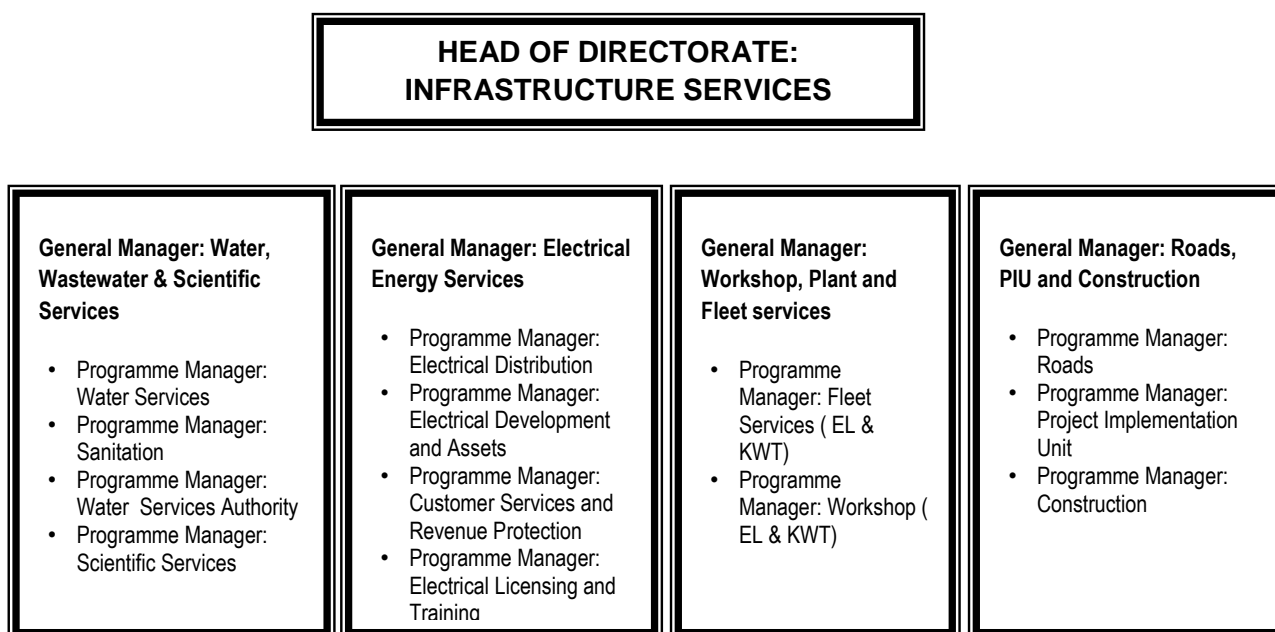 HEAD OF DIRECTORATE:
INFRASTRUCTURE SERVICES
General Manager: Water,
Wastewater & Scientific
Services
• Programme Manager:
Water Services
• Programme Manager:
Sanitation
• Programme Manager:
Water  Services Authority
• Programme Manager:
Scientific Services
General Manager: Electrical
Energy Services
• Programme Manager:
Electrical Distribution
• Programme Manager:
Electrical Development
and Assets
• Programme Manager:
Customer Services and
Revenue Protection
• Programme Manager:
Electrical Licensing and
Training
General Manager:
Workshop, Plant and
Fleet services
• Programme
Manager: Fleet
Services ( EL &
KWT)
• Programme
Manager: Workshop (
EL & KWT)
General Manager: Roads,
PIU and Construction
• Programme Manager:
Roads
• Programme Manager:
Project Implementation
Unit
• Programme Manager:
Construction